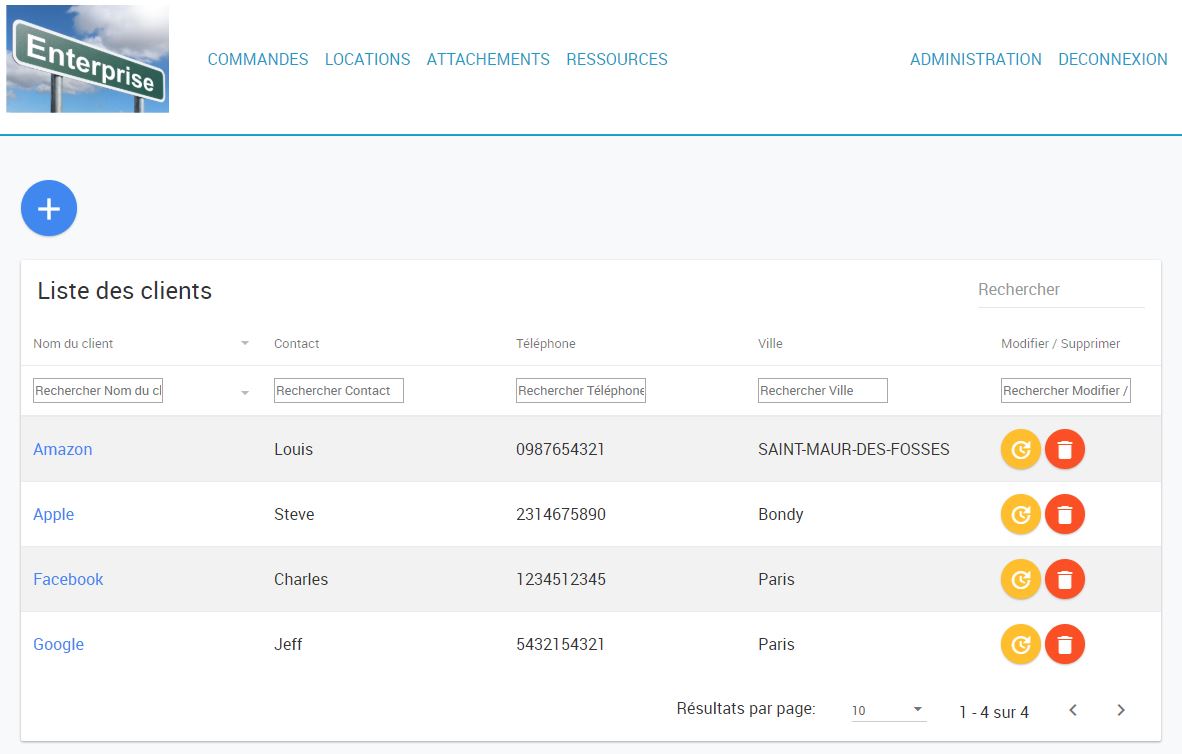 Enterprise
COMMANDES LOCATIONS ATTACHEMENTS RESSOURCES ADMINISTRATION DECONNEXION
Liste des clients Rechercher
Nom du client Contact Téléphone Ville Modifier / Supprimer
Rechercher Nom du cl Rechercher Contact Rechercher Téléphone Rechercher Ville Rechercher Modifier /
Amazon Louis 0987654321 SAINT-MAUR-DES-FOSSES
Apple Steve 2314675890 Bondy
Facebook Charles 1234512345 Paris
Google Jeff 5432154321 Paris
Résultats par page: 10 1 - 4 sur 4